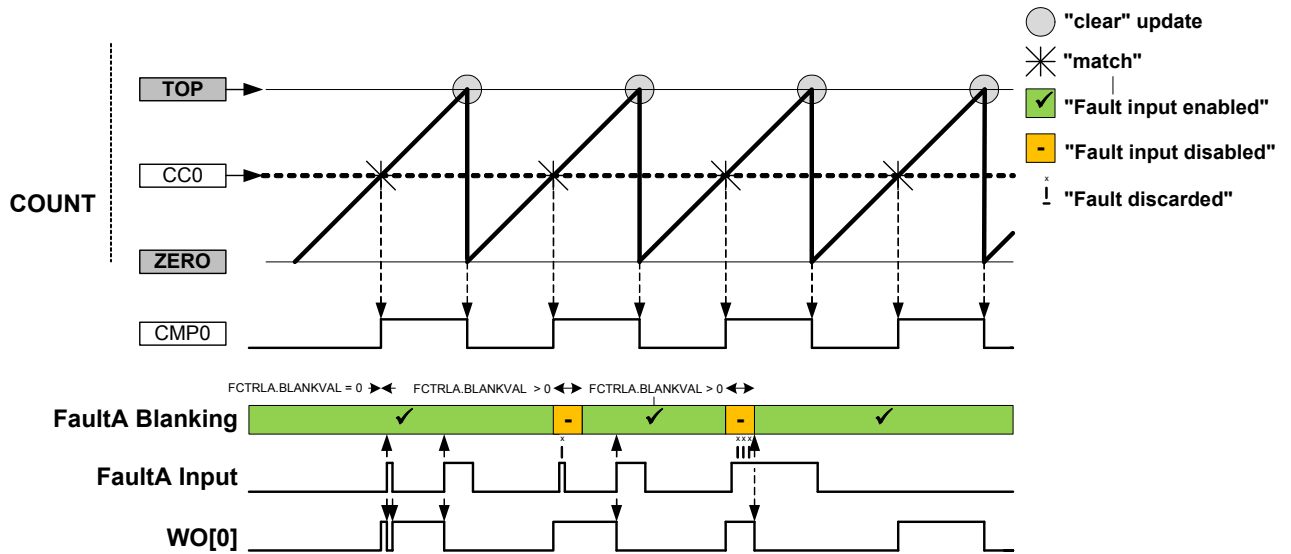 "clear" update
"match"
"Fault input enabled"
"Fault input disabled"
"Fault discarded"
TOP
CC0
COUNT
ZERO
CMP0
FCTRLA.BLANKVAL = 0
FCTRLA.BLANKVAL > 0
FCTRLA.BLANKVAL > 0
FaultA Blanking
✓ - ✓ - ✓
x
x x x
FaultA Input
WO[0]